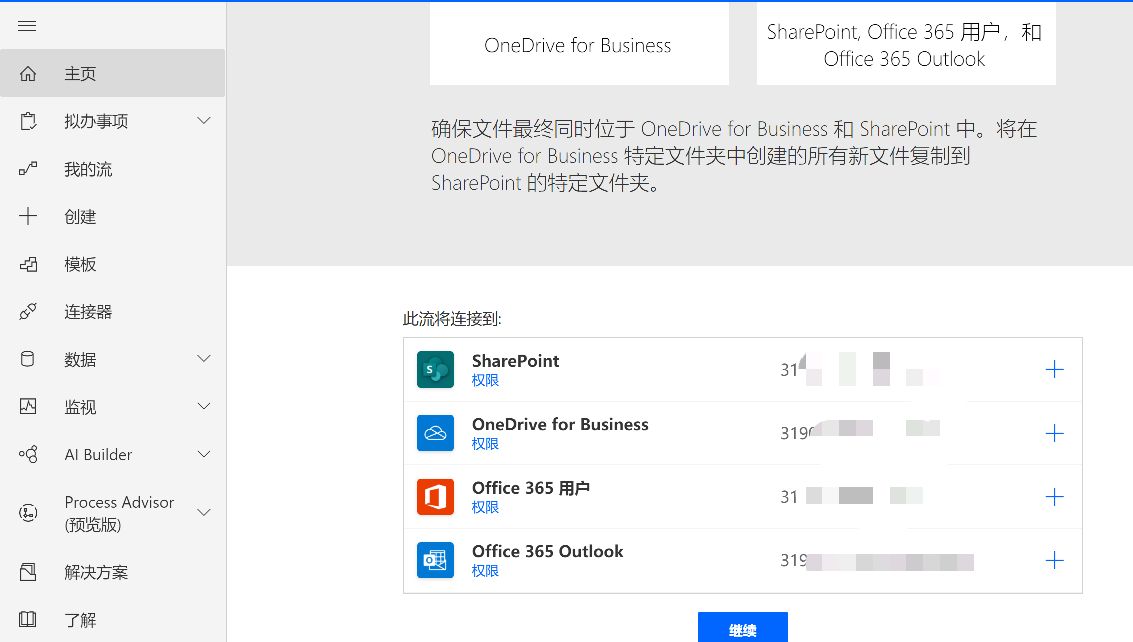 主页
拟办事项
我的流
创建
模板
连接器
数据
监视
AI Builder
Process Advisor
(预览版)
解决方案
了解
OneDrive for Business
SharePoint, Office 365 用户，和
Office 365 Outlook
确保文件最终同时位于 OneDrive for Business 和 SharePoint 中。将在
OneDrive for Business 特定文件夹中创建的所有新文件复制到
SharePoint 的特定文件夹。
此流将连接到:
SharePoint
权限
31
OneDrive for Business
权限
319
Office 365 用户
权限
31
Office 365 Outlook
权限
319
继续